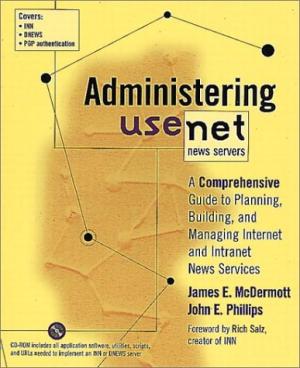 Covers:
• INN
• DNEWS
• PGP authentication
Administering
usenet
news servers
A Comprehensive
Guide to Planning,
Building, and
Managing Internet
and Intranet
News Services
James E. McDermott
John E. Phillips
Foreword by Rich Salz,
creator of INN
CD-ROM includes all application software, utilities, scripts,
and URLs needed to implement an INN or DNEWS server